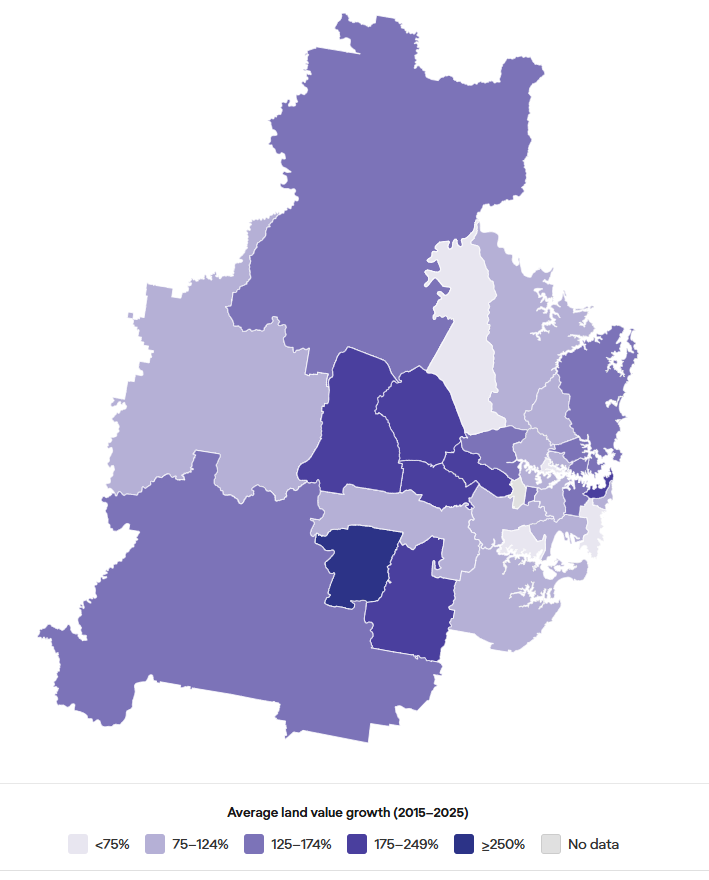 Average land value growth (2015–2025)
<75% 75–124% 125–174% 175–249% ≥250% No data